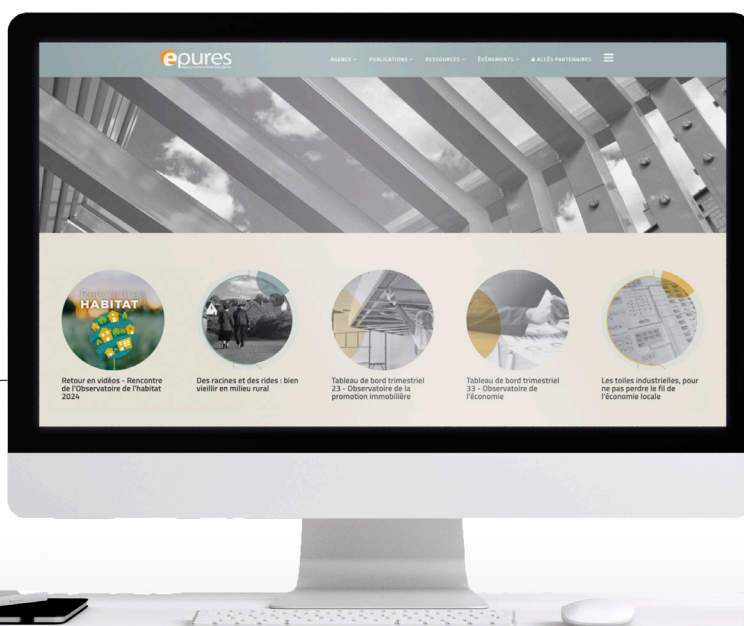 epures
AGENCE PUBLICATIONS RESSOURCES ÉVÉNEMENTS ACCÈS PARTENAIRES
HABITAT
Retour en vidéos - Rencontre
de l'Observatoire de l'habitat
2024
Des racines et des rides : bien
vieillir en milieu rural
Tableau de bord trimestriel
23 - Observatoire de la
promotion immobilière
Tableau de bord trimestriel
33 - Observatoire de
l'économie
Les toiles industrielles, pour
ne pas perdre le fil de
l'économie locale